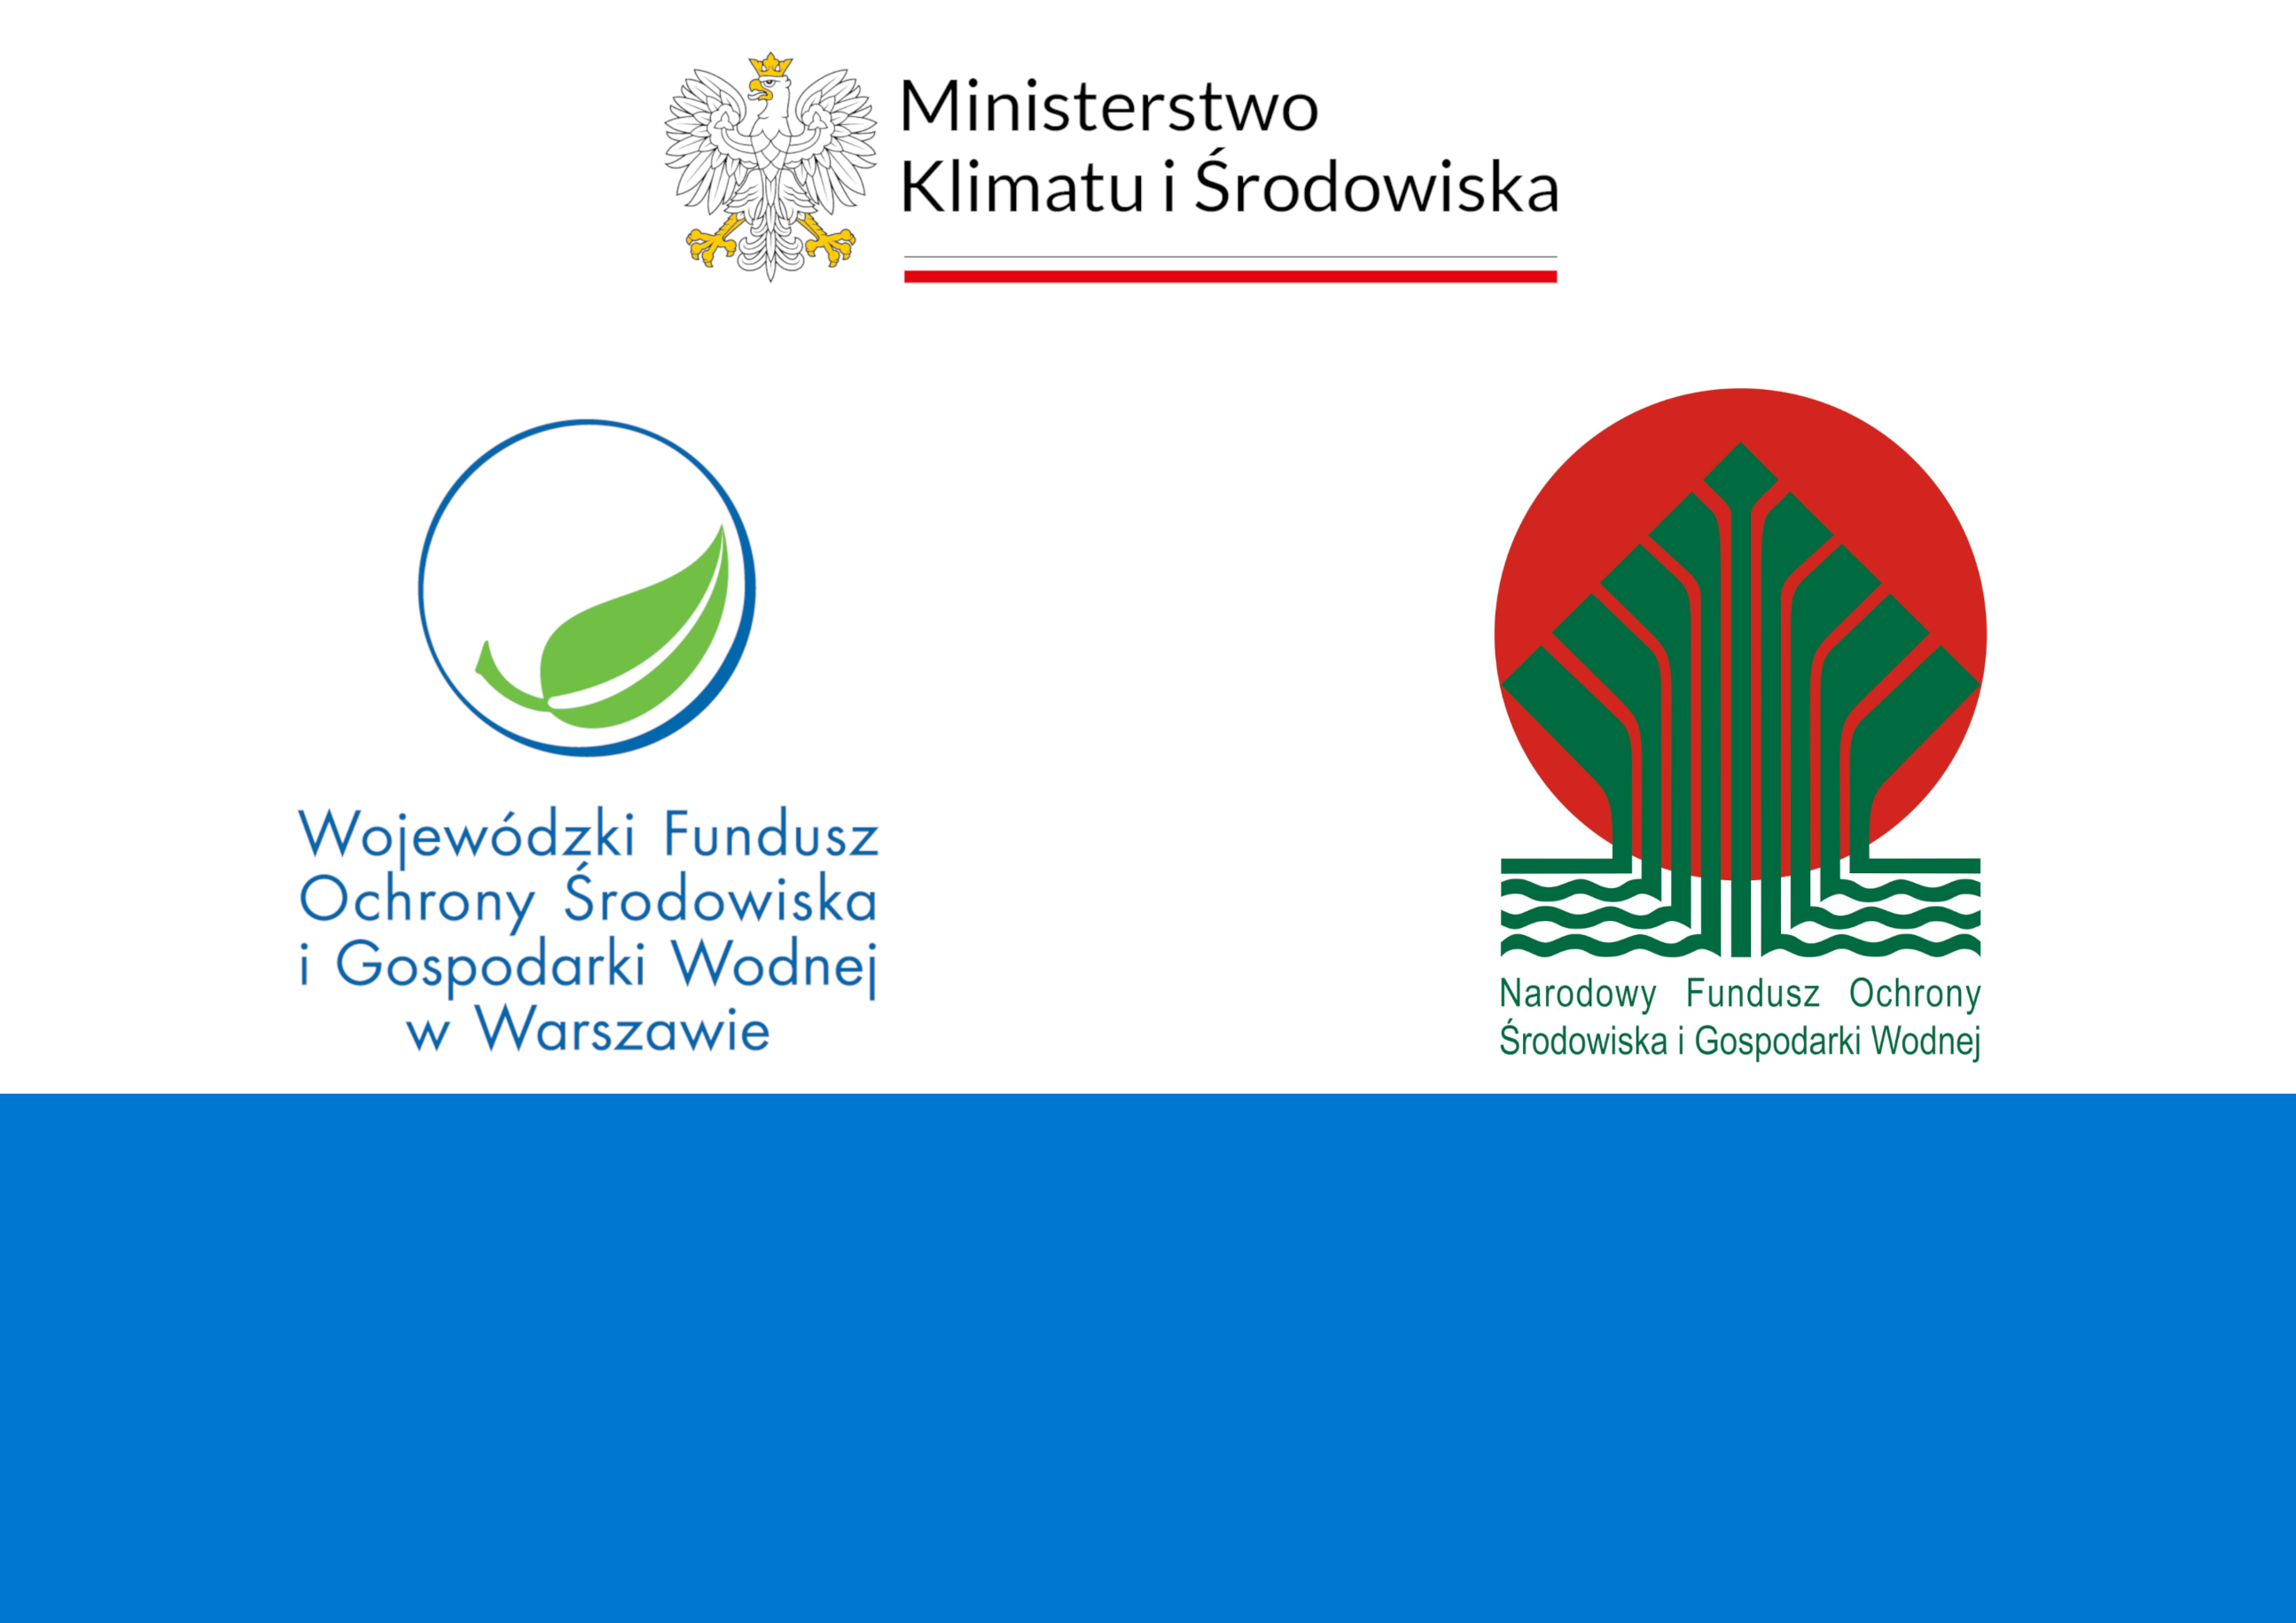 Ministerstwo
Klimatu i Środowiska
Wojewódzki Fundusz
Ochrony Środowiska
i Gospodarki Wodnej
w Warszawie
Narodowy Fundusz Ochrony
Środowiska i Gospodarki Wodnej